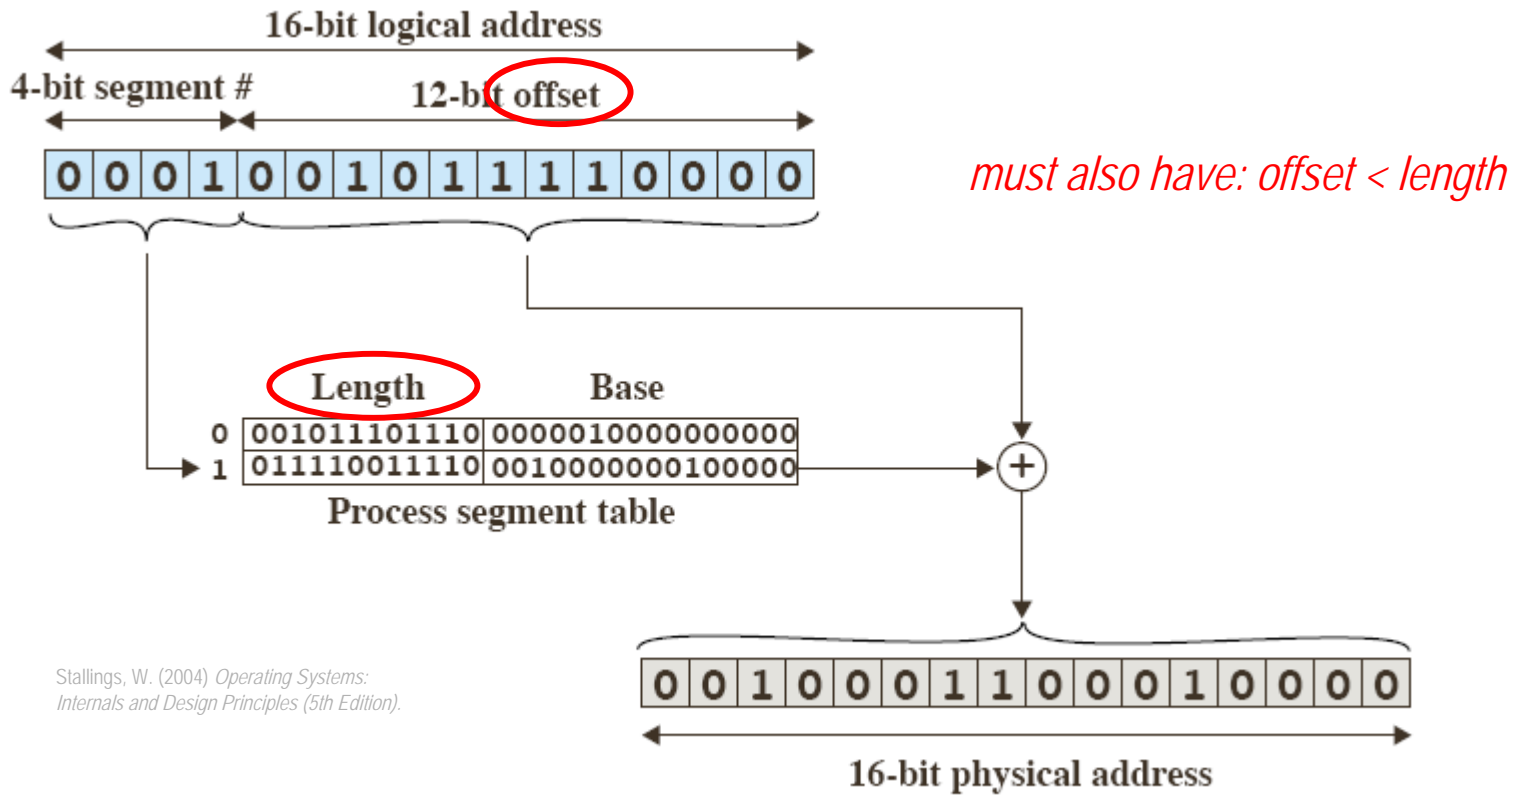 16-bit logical address
4-bit segment #
12-bit offset
0 0 0 1 0 0 1 0 1 1 1 1 0 0 0 0
must also have: offset < length
Length Base
0 001011101110 0000010000000000
1 011110011110 0010000000100000
Process segment table
+
Stallings, W. (2004) Operating Systems:
Internals and Design Principles (5th Edition).
0 0 1 0 0 0 1 1 0 0 0 1 0 0 0 0
16-bit physical address